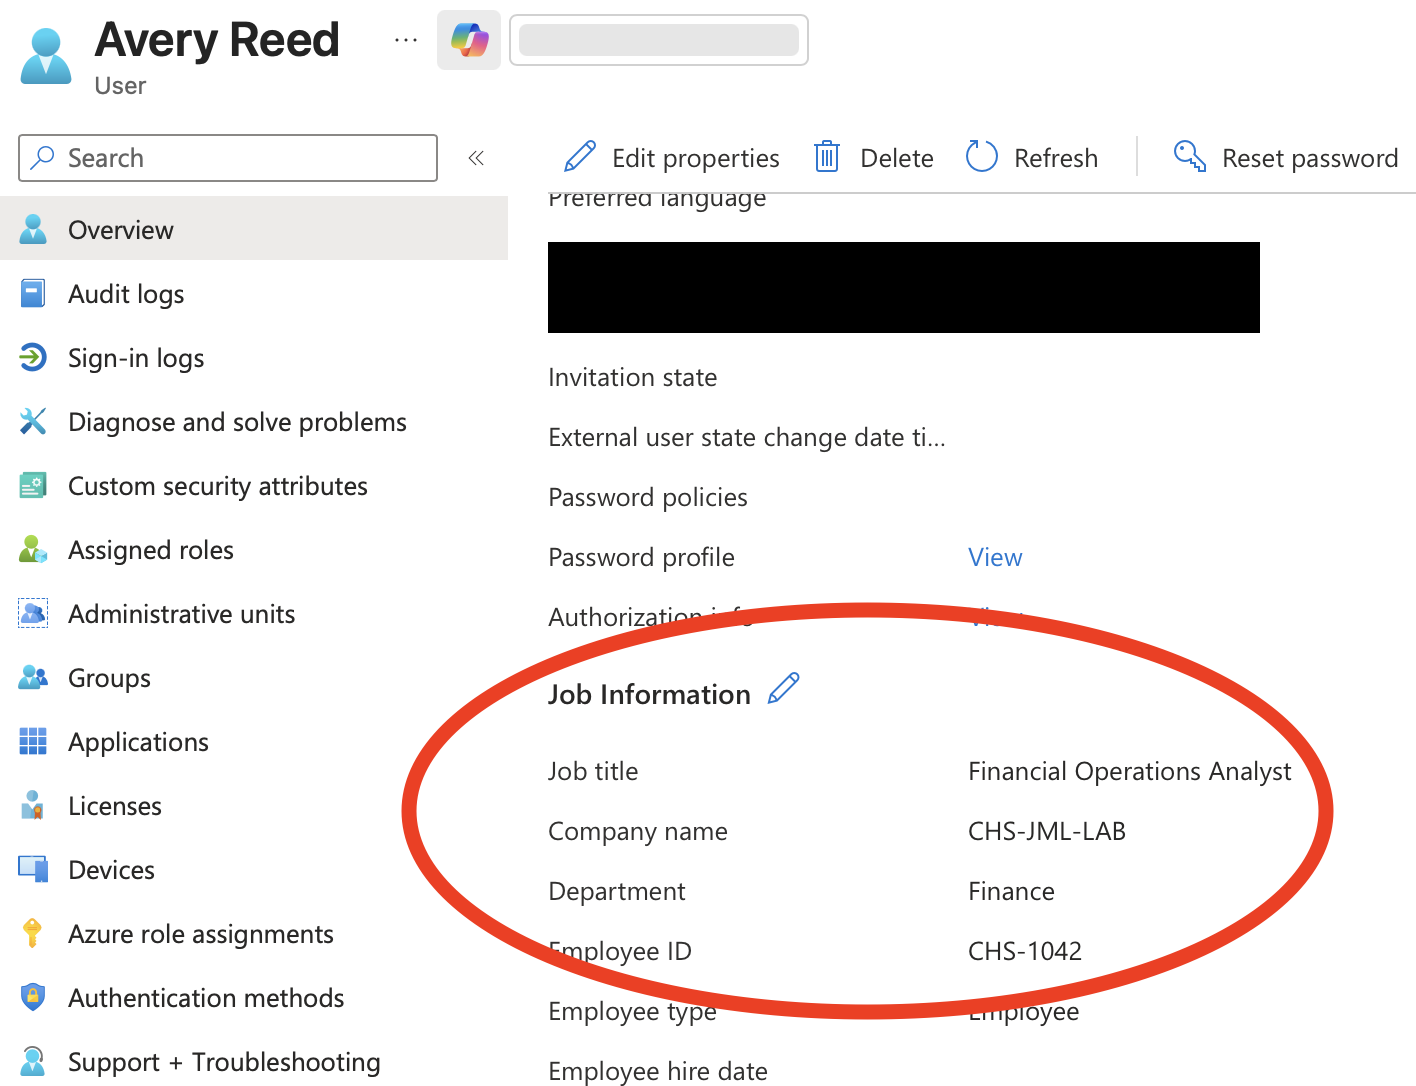 Avery Reed
...
User
Search
«
Edit properties
Delete
Refresh
Reset password
Overview
Audit logs
Sign-in logs
Diagnose and solve problems
Custom security attributes
Assigned roles
Administrative units
Groups
Applications
Licenses
Devices
Azure role assignments
Authentication methods
Support + Troubleshooting
Preferred language
Invitation state
External user state change date ti...
Password policies
Password profile View
Authorization info View
Job Information
Job title Financial Operations Analyst
Company name CHS-JML-LAB
Department Finance
Employee ID CHS-1042
Employee type Employee
Employee hire date